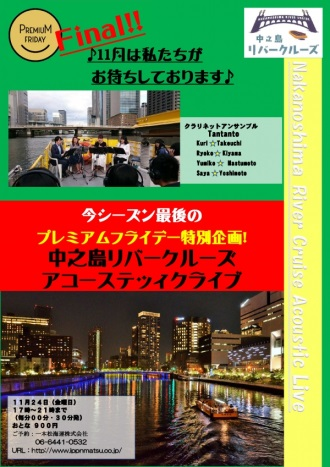 PREMIUM
FRIDAY
Final!!
♪11月は私たちが
お待ちしております♪
NAKANOSHIMA RIVER CRUISE
中之島
リバークルーズ
クラリネットアンサンブル
Tantanto
Kuri☆Takeuchi
Ryoko☆Kiyama
Yumiko ☆ Mastumoto
Saya☆Yoshimoto
Nakanoshima River Cruise Acoustic Live
今シーズン最後の
プレミアムフライデー特別企画!
中之島リバークルーズ
アコースティックライブ
11月24日（金曜日）
17時～21時まで
（毎分00分・30分発）
おとな 900円
ご予約：一本松海運株式会社
06-6441-0532
URL：http://www.ipponmatsu.co.jp/